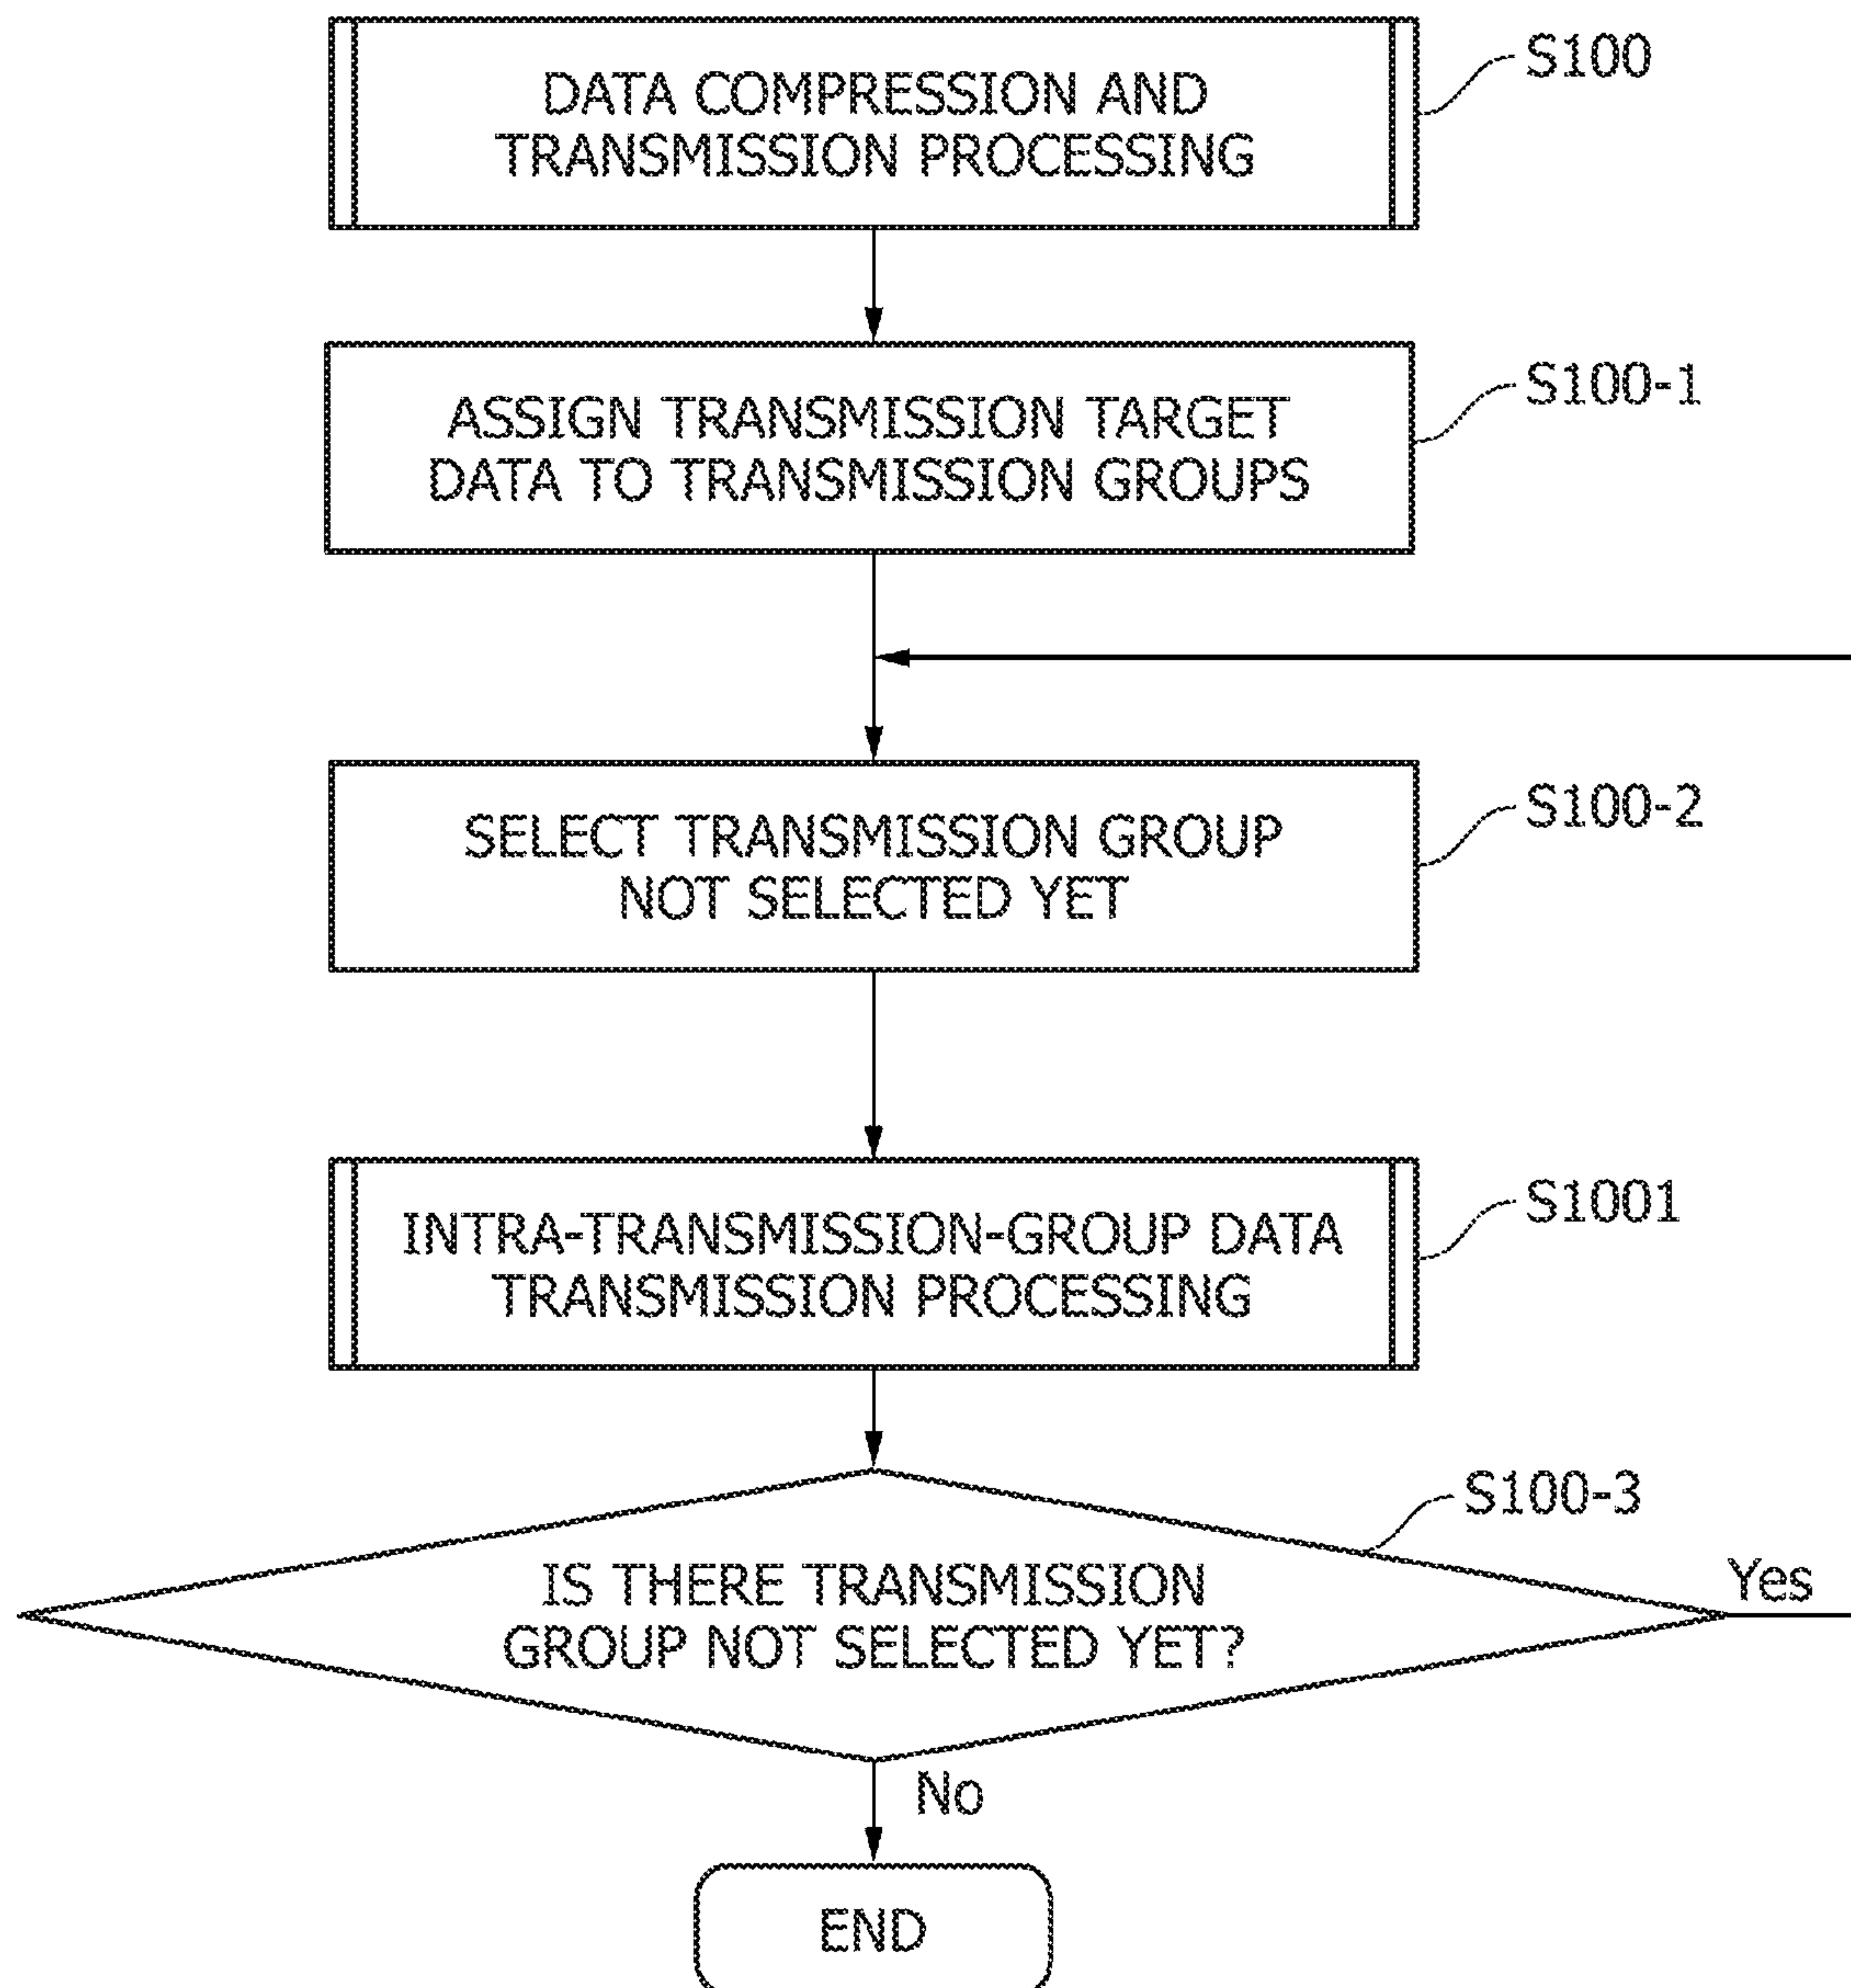 DATA COMPRESSION AND
TRANSMISSION PROCESSING
S100
ASSIGN TRANSMISSION TARGET
DATA TO TRANSMISSION GROUPS
S100-1
SELECT TRANSMISSION GROUP
NOT SELECTED YET
S100-2
INTRA-TRANSMISSION-GROUP DATA
TRANSMISSION PROCESSING
S1001
S100-3
IS THERE TRANSMISSION
GROUP NOT SELECTED YET?
Yes
No
END